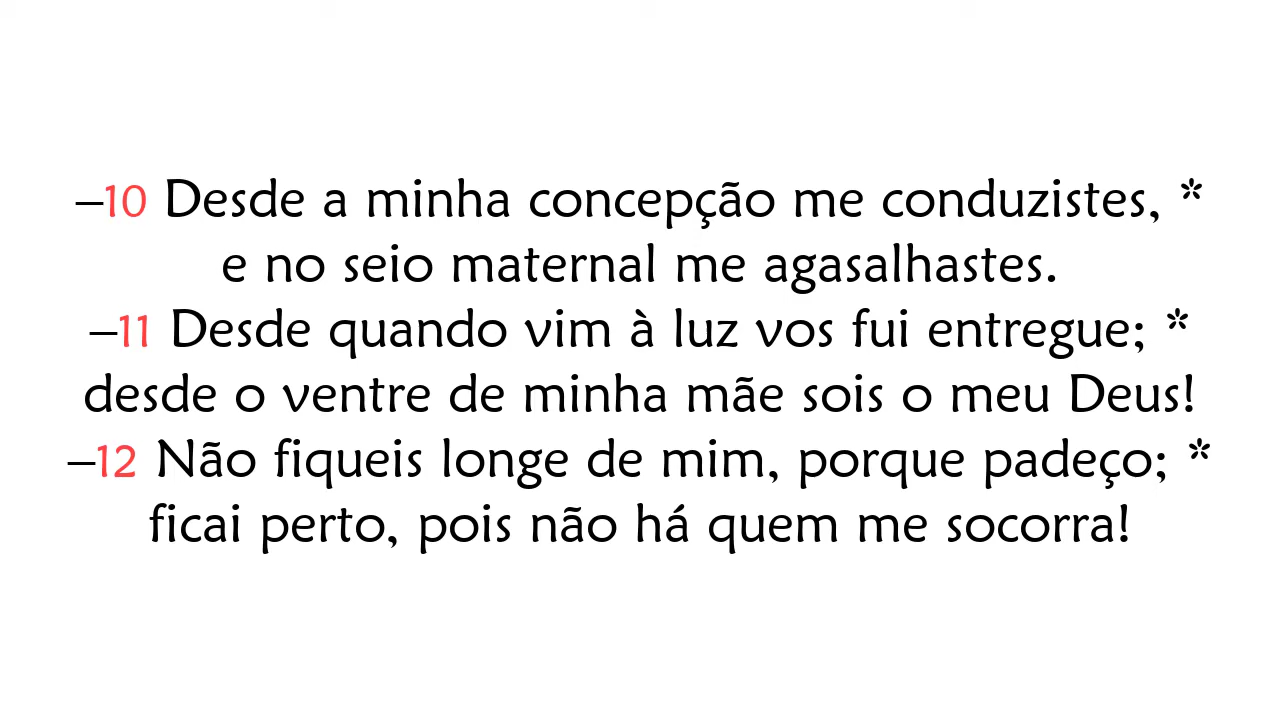 –10 Desde a minha concepção me conduzistes, *
e no seio maternal me agasalhastes.
–11 Desde quando vim à luz vos fui entregue; *
desde o ventre de minha mãe sois o meu Deus!
–12 Não fiqueis longe de mim, porque padeço; *
ficai perto, pois não há quem me socorra!